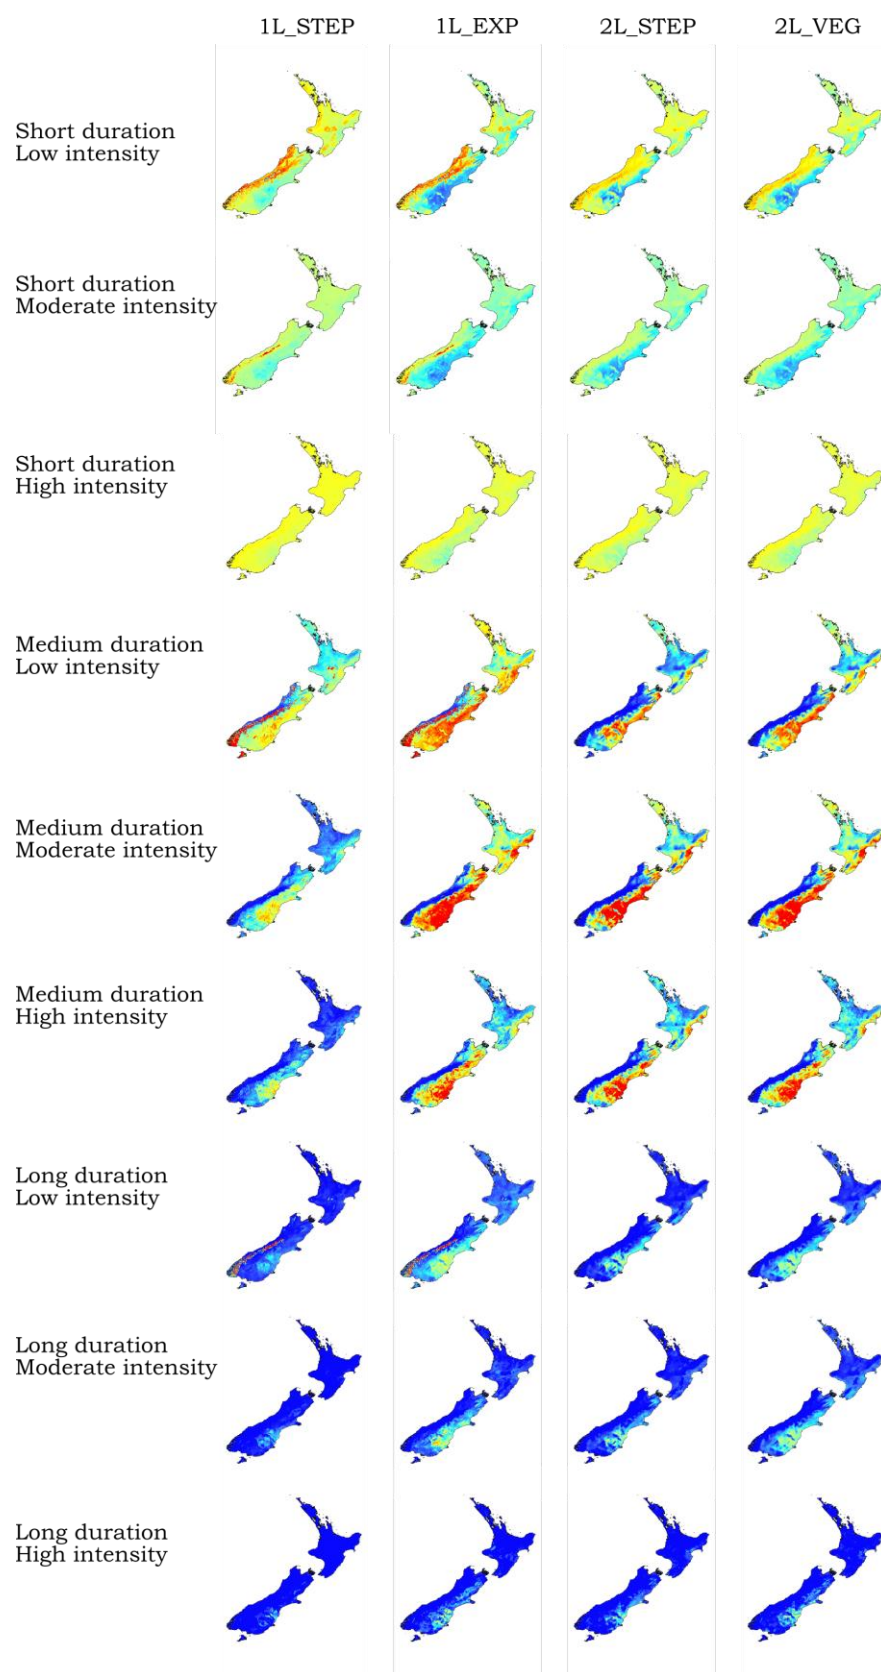 1L_STEP 1L_EXP 2L_STEP 2L_VEG
Short duration
Low intensity
Short duration
Moderate intensity
Short duration
High intensity
Medium duration
Low intensity
Medium duration
Moderate intensity
Medium duration
High intensity
Long duration
Low intensity
Long duration
Moderate intensity
Long duration
High intensity